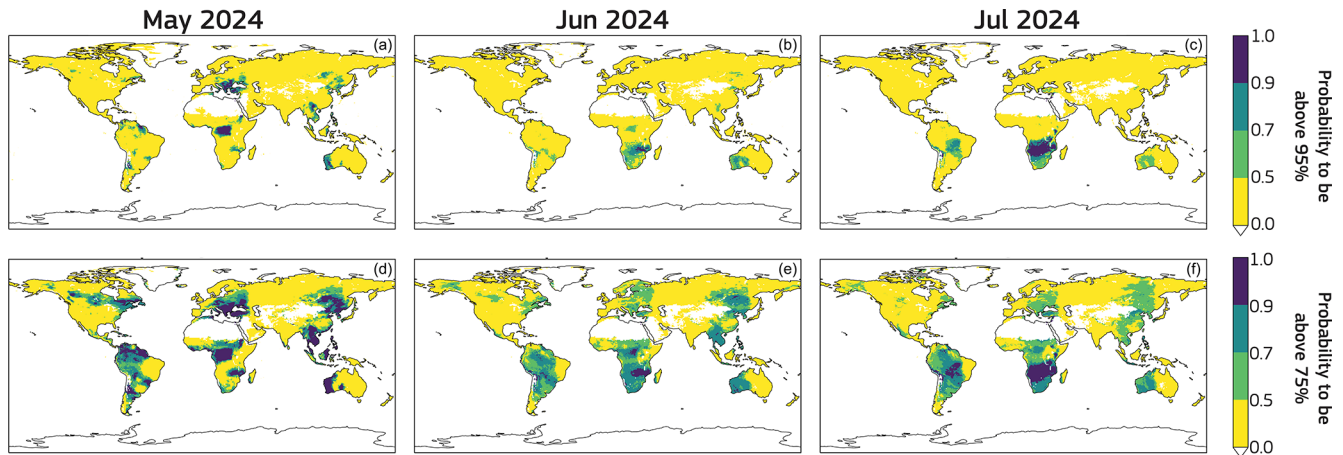 May 2024
Jun 2024
Jul 2024
(a)
(b)
(c)
1.0
0.9
0.7
0.5
0.0
Probability to be
above 95%
(d)
(e)
(f)
1.0
0.9
0.7
0.5
0.0
Probability to be
above 75%